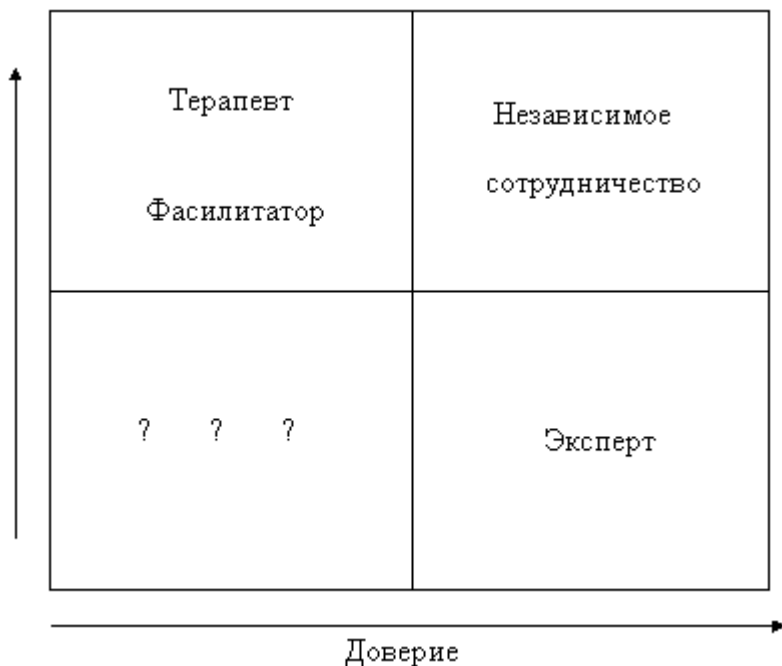 Терапевт
Фасилитатор
Независимое
сотрудничество
? ? ?
Эксперт
Доверие